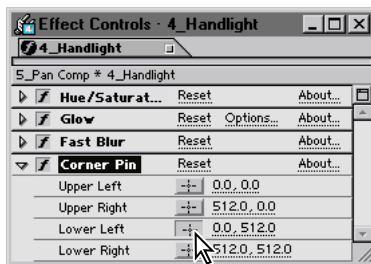 Effect Controls · 4_Handlight
4_Handlight
5_Pan Comp * 4_Handlight
Hue/Saturat... Reset About...
Glow Reset Options... About...
Fast Blur Reset About...
Corner Pin Reset About...
Upper Left 0.0, 0.0
Upper Right 512.0, 0.0
Lower Left 0.0, 512.0
Lower Right 512.0, 512.0